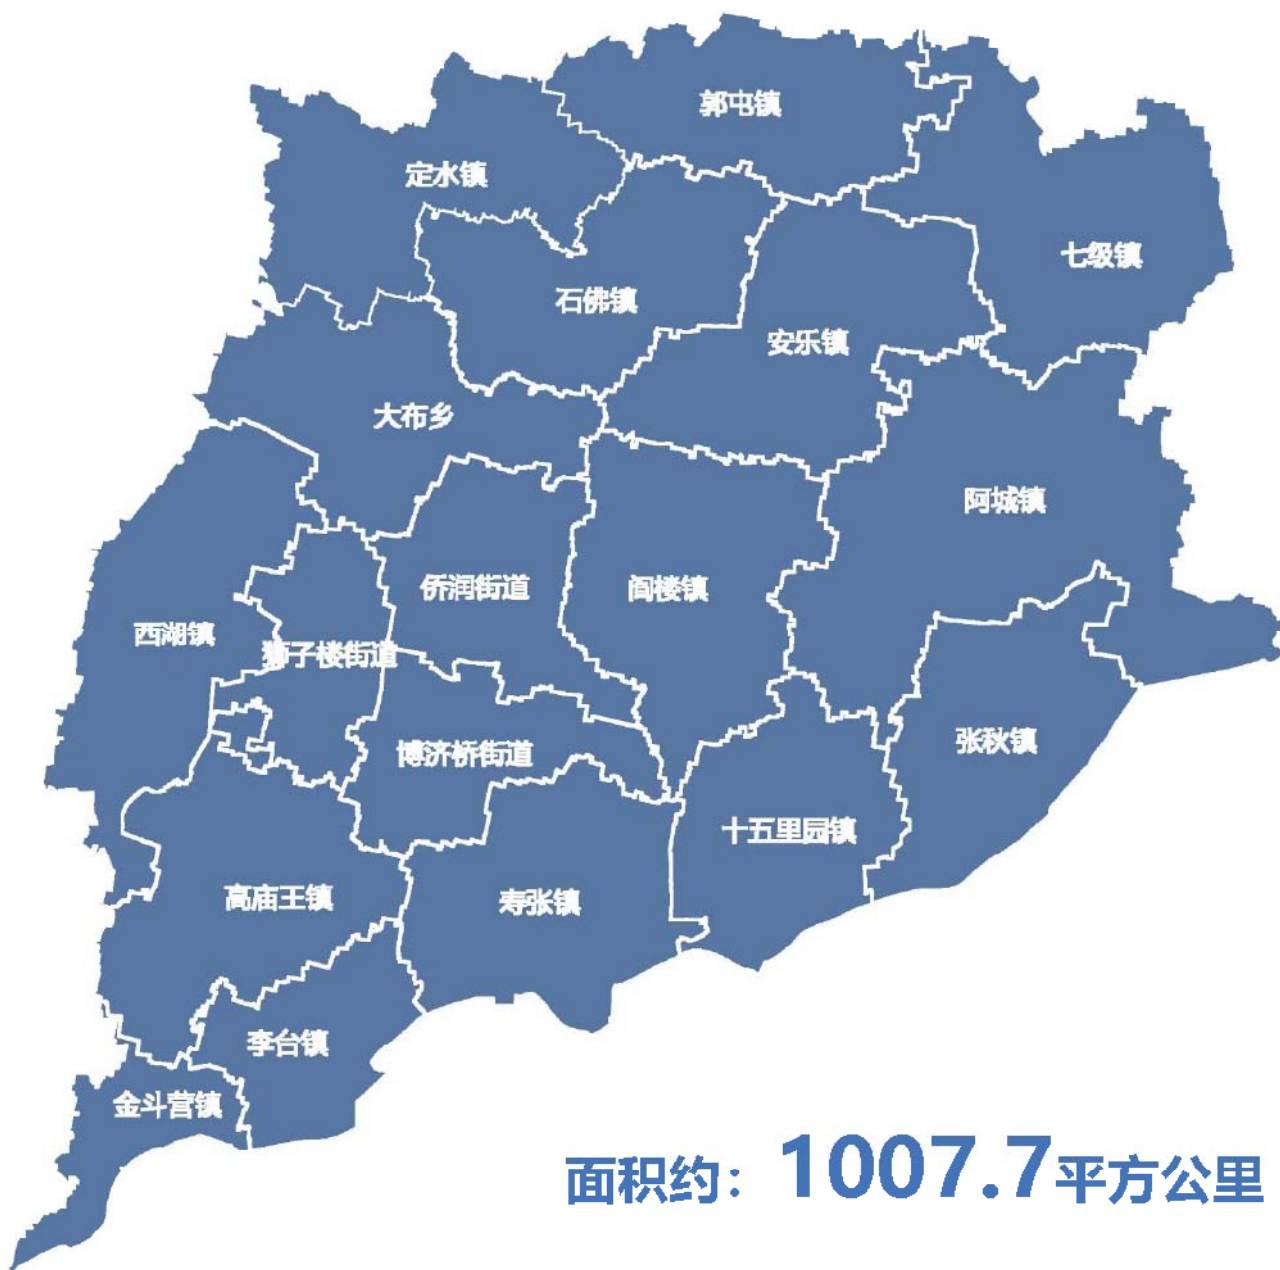 郭屯镇
定水镇
七级镇
石佛镇
安乐镇
大布乡
阿城镇
侨润街道
阎楼镇
西湖镇
狮子楼街道
张秋镇
博济桥街道
十五里园镇
高庙王镇
寿张镇
李台镇
金斗营镇
面积约：1007.7平方公里